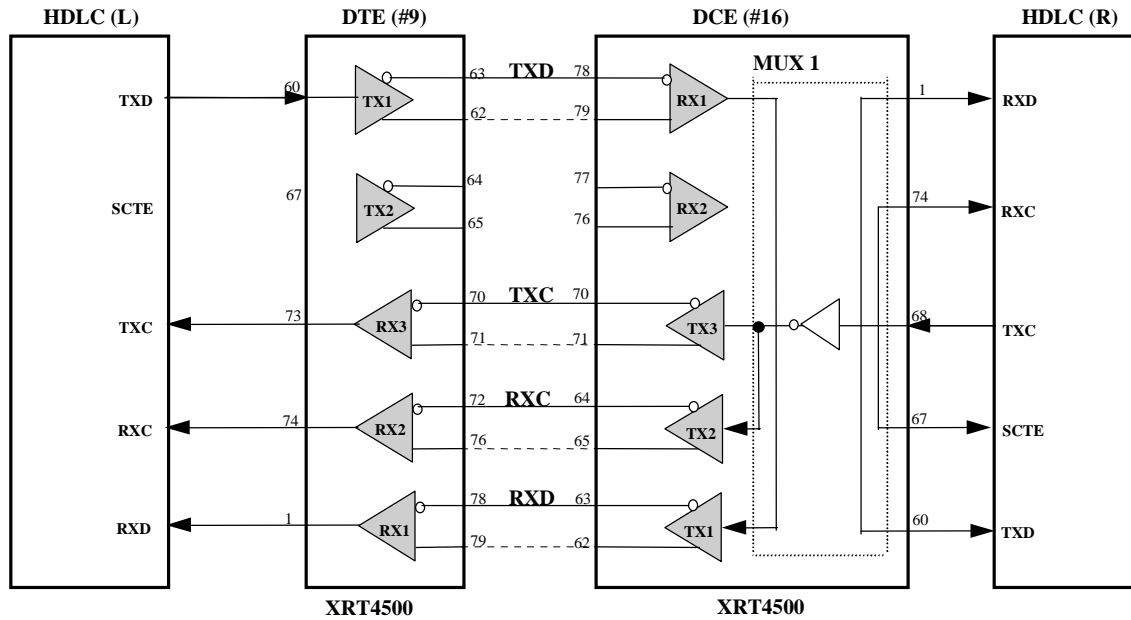 HDLC (L) DTE (#9) DCE (#16) HDLC (R)
MUX 1
TXD 60 TX1 63 TXD 78 RX1 1 RXD
62 79
67 64 77 74
SCTE TX2 RX2 RXC
65 76
70 TXC 70
TXC 73 RX3 TX3 68 TXC
71 71
72 RXC 64
RXC 74 RX2 TX2 67 SCTE
76 65
78 RXD 63
RXD 1 RX1 TX1 60 TXD
79 62
XRT4500 XRT4500